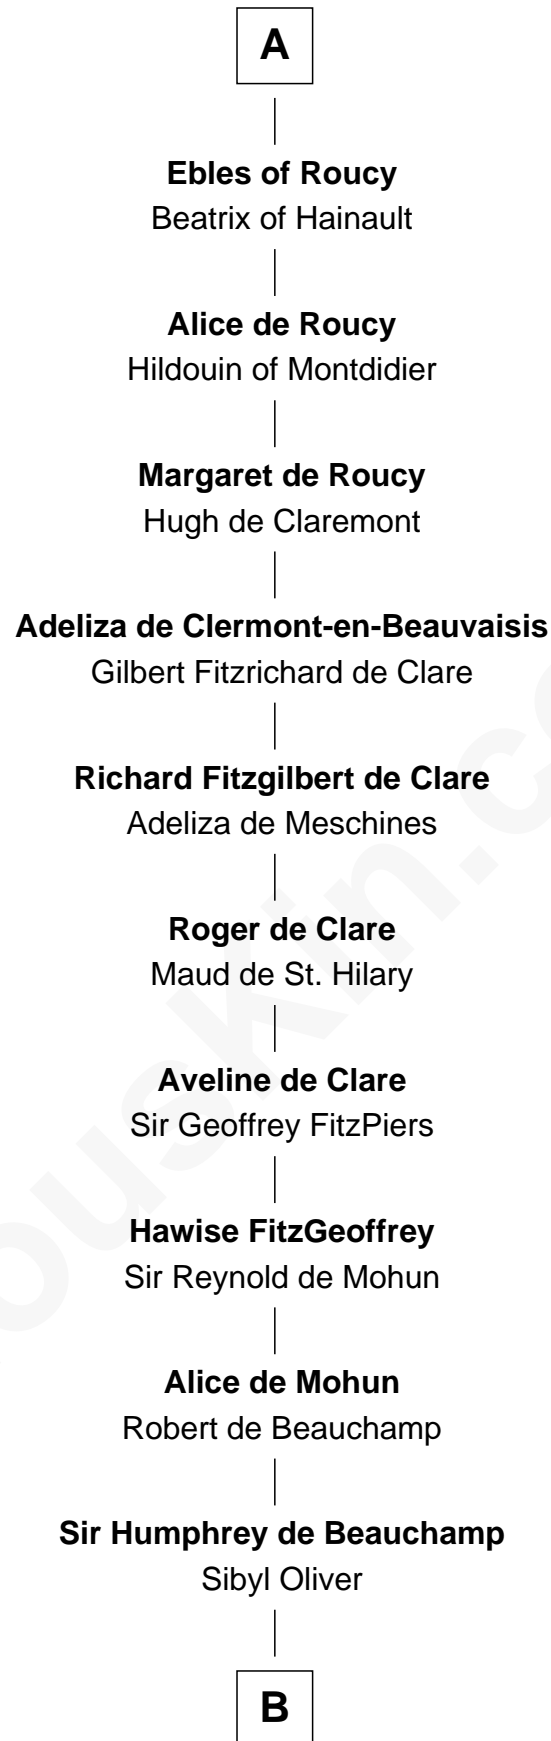 A
Ebles of Roucy
Beatrix of Hainault
Alice de Roucy
Hildouin of Montdidier
Margaret de Roucy
Hugh de Claremont
Adeliza de Clermont-en-Beauvaisis
Gilbert Fitzrichard de Clare
Richard Fitzgilbert de Clare
Adeliza de Meschines
Roger de Clare
Maud de St. Hilary
Aveline de Clare
Sir Geoffrey FitzPiers
Hawise FitzGeoffrey
Sir Reynold de Mohun
Alice de Mohun
Robert de Beauchamp
Sir Humphrey de Beauchamp
Sibyl Oliver
B